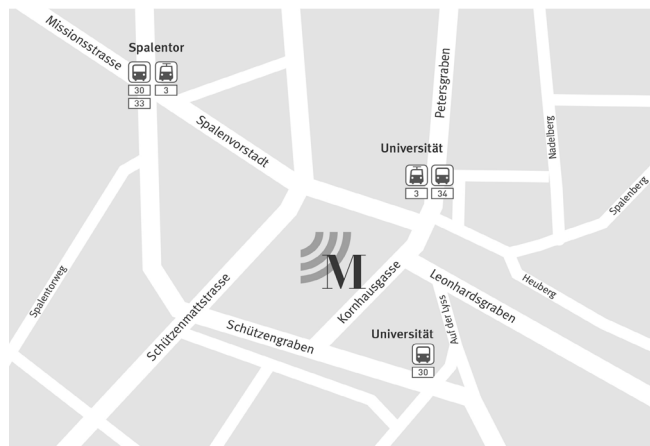 Missionsstrasse
Spalentor
30
3
33
Spalenvorstadt
Petersgraben
Universität
3
34
Nadelberg
Spalenberg
Heuberg
Leonhardsgraben
Kornhausgasse
M
Spalentorweg
Schützenmattstrasse
Schützengraben
Universität
30
Auf der Lyss